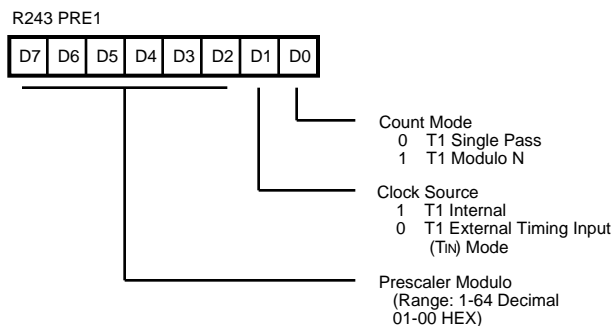 R243 PRE1
D7 D6 D5 D4 D3 D2 D1 D0
Count Mode
0 T1 Single Pass
1 T1 Modulo N
Clock Source
1 T1 Internal
0 T1 External Timing Input
(TIN) Mode
Prescaler Modulo
(Range: 1-64 Decimal
01-00 HEX)